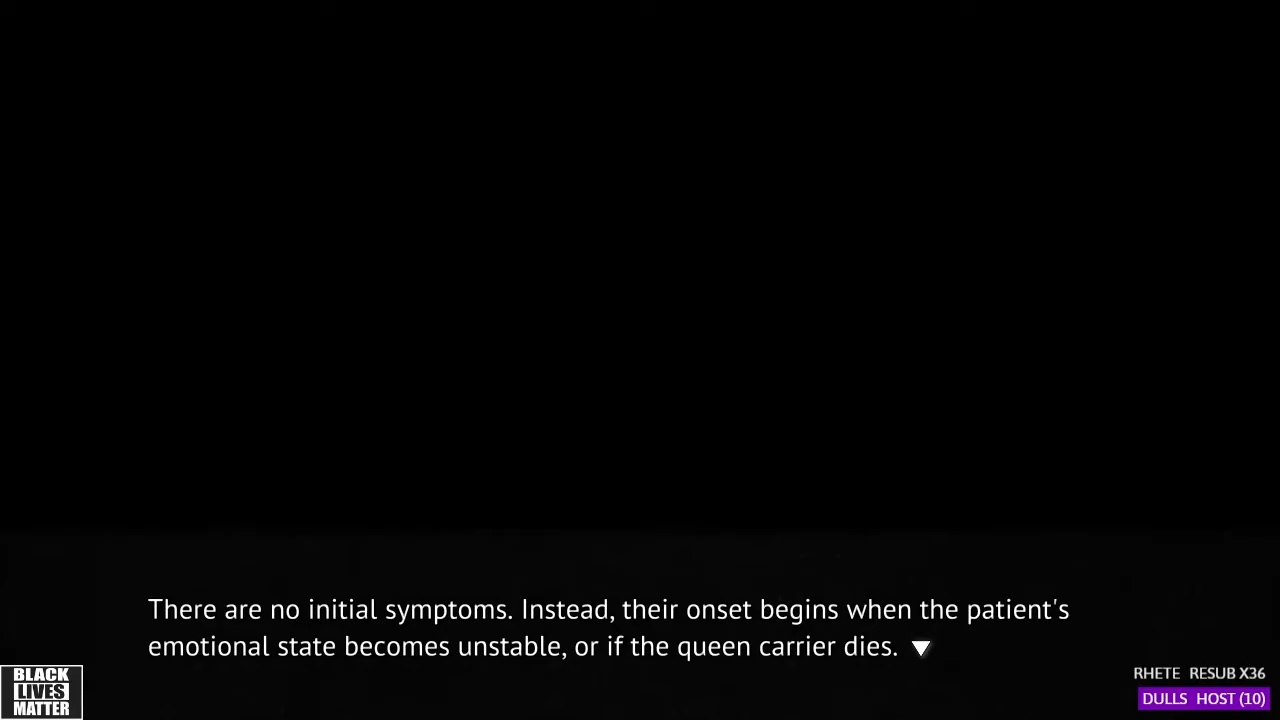 There are no initial symptoms. Instead, their onset begins when the patient's
emotional state becomes unstable, or if the queen carrier dies.
BLACK
LIVES
MATTER
RHETE RESUB X36
DULLS HOST (10)